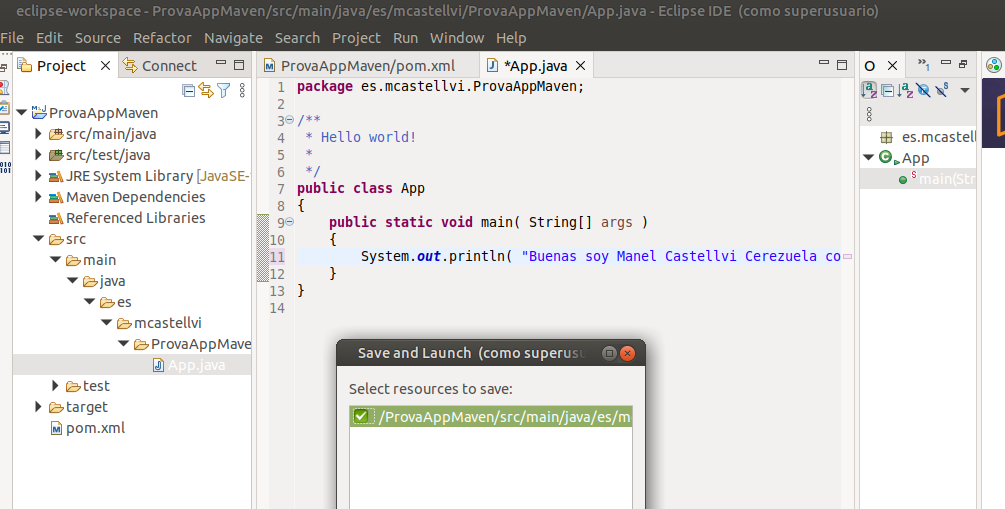 eclipse-workspace - ProvaAppMaven/src/main/java/es/mcastellvi/ProvaAppMaven/App.java - Eclipse IDE (como superusuario)
File Edit Source Refactor Navigate Search Project Run Window Help
Project Connect
ProvaAppMaven/pom.xml *App.java
O
ProvaAppMaven
src/main/java
src/test/java
JRE System Library [JavaSE-
Maven Dependencies
Referenced Libraries
src
main
java
es
mcastellvi
ProvaAppMave
App.java
test
target
pom.xml
1 package es.mcastellvi.ProvaAppMaven;
2
3 /**
4 * Hello world!
5 *
6 */
7 public class App
8 {
9 public static void main( String[] args )
10 {
11 System.out.println( "Buenas soy Manel Castellvi Cerezuela co
12 }
13 }
14
es.mcastell
App
main(Str
Save and Launch (como superusu
Select resources to save:
/ProvaAppMaven/src/main/java/es/m